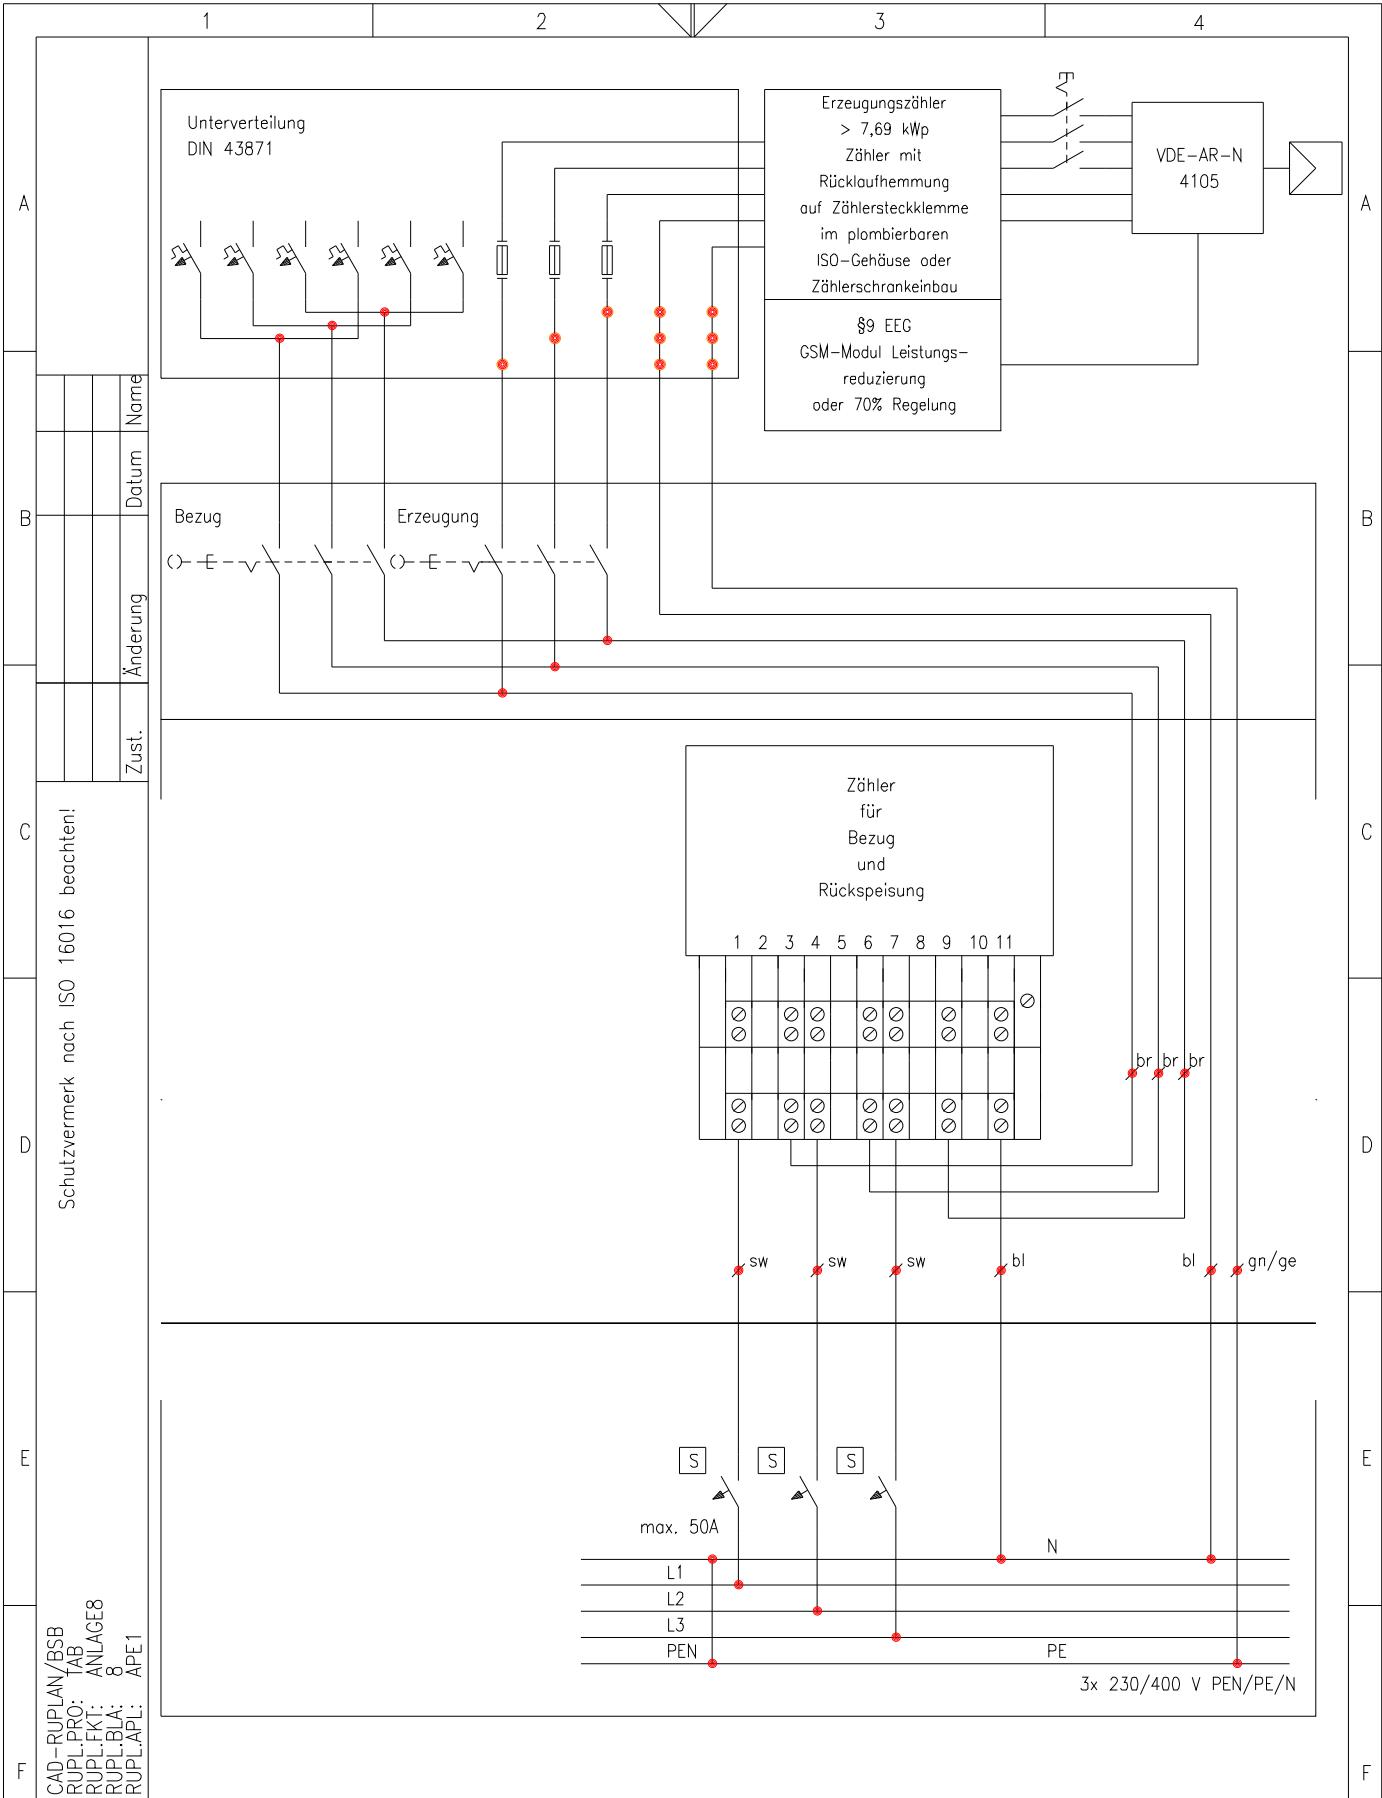 1 2 3 4
A A
B B
C C
D D
E E
F F
Unterverteilung
DIN 43871
Erzeugungszähler
> 7,69 kWp
Zähler mit
Rücklaufhemmung
auf Zählersteckklemme
im plombierbaren
ISO-Gehäuse oder
Zählerschrankeinbau
§9 EEG
GSM-Modul Leistungs-
reduzierung
oder 70% Regelung
VDE-AR-N
4105
Name
Datum
Änderung
Zust.
Bezug
Erzeugung
Zähler
für
Bezug
und
Rückspeisung
1 2 3 4 5 6 7 8 9 10 11
br br br
sw sw sw bl bl gn/ge
S S S
max. 50A
N
L1
L2
L3
PEN PE
3x 230/400 V PEN/PE/N
Schutzvermerk nach ISO 16016 beachten!
CAD-RUPLAN/BSB
RUPL.PRO: TAB
RUPL.FKT: ANLAGE8
RUPL.BLA: 8
RUPL.APL: APE1